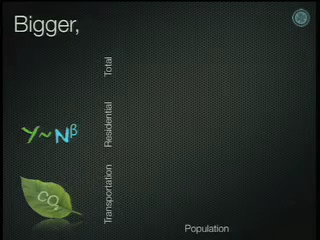 Bigger,
Total
Residential
Transportation
Y~N^β
CO₂
Population